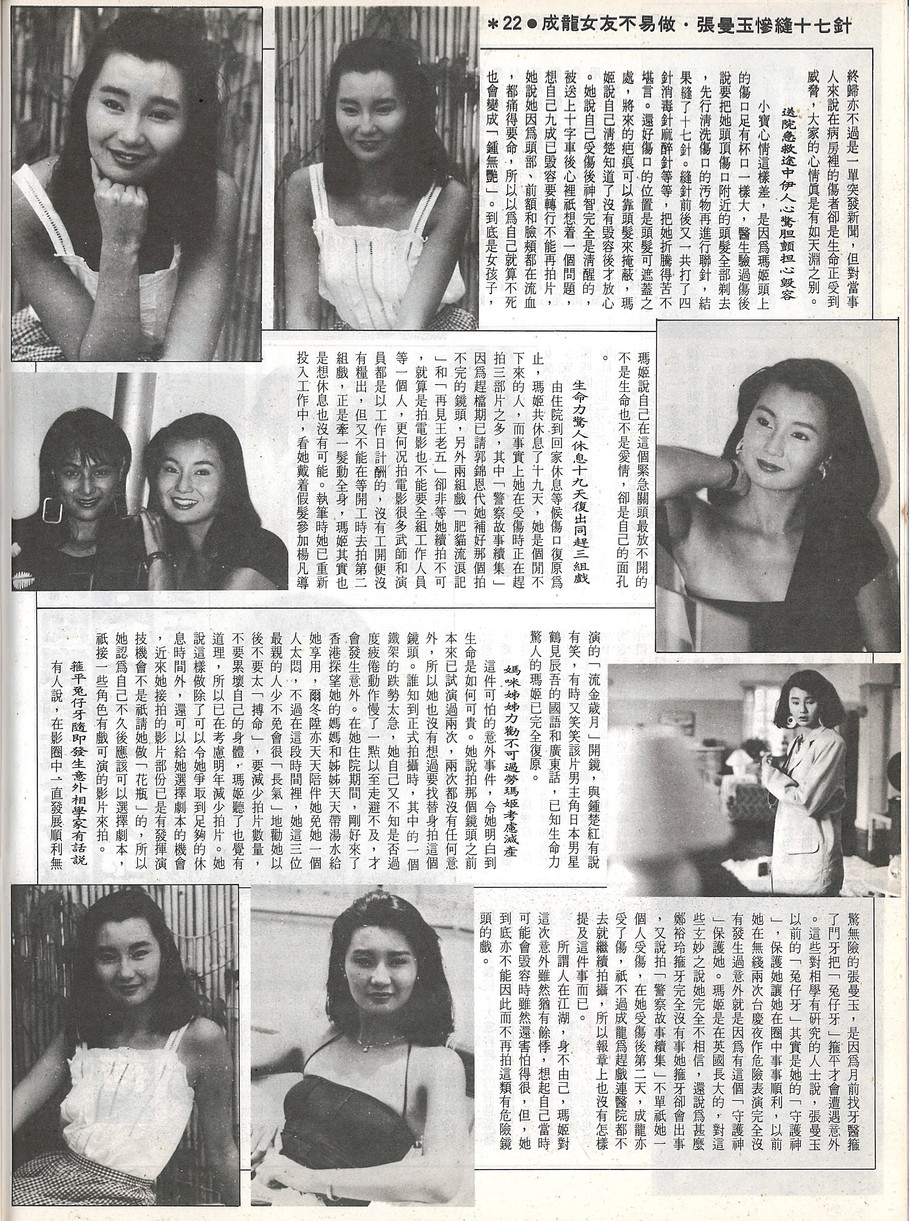 ＊22●成龍女友不易做．張曼玉慘縫十七針
終歸亦不過是一單突發新聞，但對當事
人來說在病房裡的傷者卻是生命正受到
威脅，大家的心情眞是有如天淵之別。
送院急救途中伊人心驚胆顫担心毀容
小寶心情這樣差，是因爲瑪姬頭上
的傷口足有杯口一樣大，醫生驗過傷後
說要把她頭頂傷口附近的頭髮全部剃去
，先行清洗傷口的汚物再進行聯針，結
果縫了十七針。縫針前後又一共打了四
針消毒針痲醉針等等，把她折騰得苦不
堪言。還好傷口的位置是頭髮可遮蓋之
處，將來的疤痕可以靠頭髮來掩蔽，瑪
姬說自己清楚知道了沒有毀容後才放心
。她說自己受傷後神智完全是清醒的，
被送上十字車後心裡祇想着一個問題，
想自己九成已毀容要轉行不能再拍片，
她說她因爲頭部、前額和臉頰都在流血
，都痛得要命，所以以爲自己就算不死
也會變成「鍾無艷」。到底是女孩子，
瑪姬說自己在這個緊急關頭最放不開的
不是生命也不是愛情，卻是自己的面孔
。
生命力驚人休息十九天復出同趕三組戲
由住院到回家休息等候傷口復原爲
止，瑪姬共休息了十九天，她是個閒不
下來的人，而事實上她在受傷時正在趕
拍三部片之多，其中「警察故事續集」
因爲趕檔期已請郭錦恩代她補好那個拍
不完的鏡頭，另外兩組戲「肥貓流浪記
」和「再見王老五」卻非等她續拍不可
，就算是拍電影也不能要全組工作人員
等一個人，更何況拍電影很多武師和演
員都是以工作日計酬的，沒有工開便沒
有糧出，但又不能在等開工時去拍第二
組戲，正是牽一髮動全身，瑪姬其實也
是想休息也沒有可能。執筆時她已重新
投入工作中，看她戴着假髮參加楊凡導
演的「流金歲月」開鏡，與鍾楚紅有說
有笑，有時又笑笑該片男主角日本男星
鶴見辰吾的國語和廣東話，已知生命力
驚人的瑪姬已完全復原。
媽咪姊姊力勸不可過勞瑪姬考慮減產
這件可怕的意外事件，令她明白到
生命是如何可貴。她說拍那個鏡頭之前
本來已試演過兩次，兩次都沒有任何意
外，所以她也沒有想過要找替身拍這個
鏡頭。誰知到正式拍攝時，其中的一個
鐵架的跌勢太急，她自己又不知是否過
度疲倦動作慢了一點以至走避不及，才
會發生意外。在她住院期間，剛好來了
香港探望她的媽媽和姊姊天天帶湯水給
她享用，爾冬陞亦天天陪伴她免她一個
人太悶，不過在這段時間裡，她這三位
最親的人少不免會很「長氣」地勸她以
後不要太「搏命」，要減少拍片數量，
不要累壞自己的身體，瑪姬聽了也覺有
道理，所以已在考慮明年減少拍片。她
說這樣做除了可以令她爭取到足夠的休
息時間外，還可以給她選擇劇本的機會
，近來她接拍的影片部份已是有發揮演
技機會不是祇請她做「花瓶」的，所以
她認爲自己不久後應該可以選擇劇本，
祇接一些角色有戲可演的影片來拍。
箍平兔仔牙隨即發生意外相學家有話說
有人說，在影圈中一直發展順利無
驚無險的張曼玉，是因爲月前找牙醫箍
了門牙把「兔仔牙」箍平才會遭遇意外
。這些對相學有硏究的人士說，張曼玉
以前的「兔仔牙」其實是她的「守護神
」，保護她讓她在圈中事事順利，以前
她在無綫兩次台慶夜作危險表演完全沒
有發生過意外就是因爲有這個「守護神
」保護她。瑪姬是在英國長大的，對這
些玄妙之說她完全不相信，還說爲甚麼
鄭裕玲箍牙完全沒有事她箍牙卻會出事
，又說拍「警察故事續集」不單祇她一
個人受傷，在她受傷後第二天，成龍亦
受了傷，祇不過成龍爲趕戲連醫院都不
去就繼續拍攝，所以報章上也沒有怎樣
提及這件事而已。
所謂人在江湖，身不由己，瑪姬對
這次意外雖然猶有餘悸，想起自己當時
可能會毀容時雖然還害怕得很，但，她
到底亦不能因此而不再拍這類有危險鏡
頭的戲。